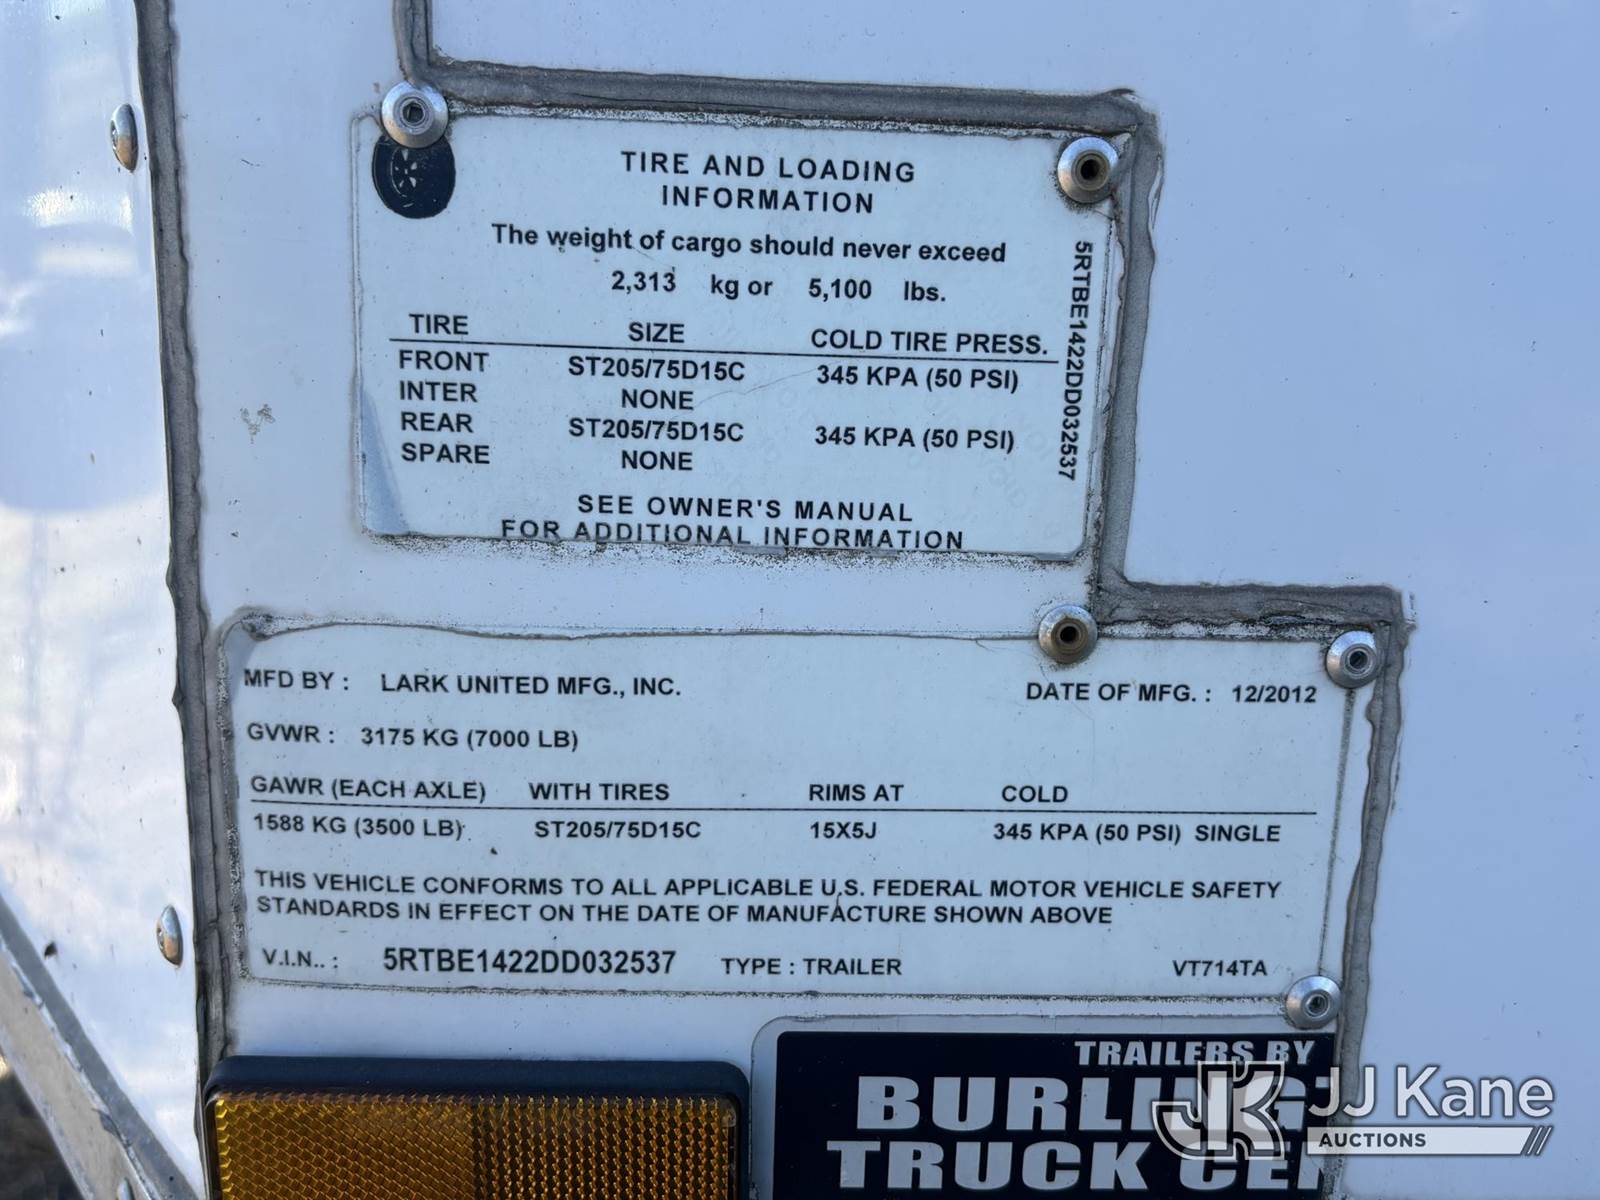 TIRE AND LOADING
INFORMATION
The weight of cargo should never exceed
2,313 kg or 5,100 lbs.
TIRE SIZE COLD TIRE PRESS.
FRONT ST205/75D15C 345 KPA (50 PSI)
INTER NONE
REAR ST205/75D15C 345 KPA (50 PSI)
SPARE NONE
SEE OWNER'S MANUAL
FOR ADDITIONAL INFORMATION
5RTBE1422DD032537
MFD BY : LARK UNITED MFG., INC. DATE OF MFG. : 12/2012
GVWR : 3175 KG (7000 LB)
GAWR (EACH AXLE) WITH TIRES RIMS AT COLD
1588 KG (3500 LB) ST205/75D15C 15X5J 345 KPA (50 PSI) SINGLE
THIS VEHICLE CONFORMS TO ALL APPLICABLE U.S. FEDERAL MOTOR VEHICLE SAFETY
STANDARDS IN EFFECT ON THE DATE OF MANUFACTURE SHOWN ABOVE
V.I.N.. : 5RTBE1422DD032537 TYPE : TRAILER VT714TA
TRAILERS BY
BURLING
TRUCK CE
JJ Kane
AUCTIONS